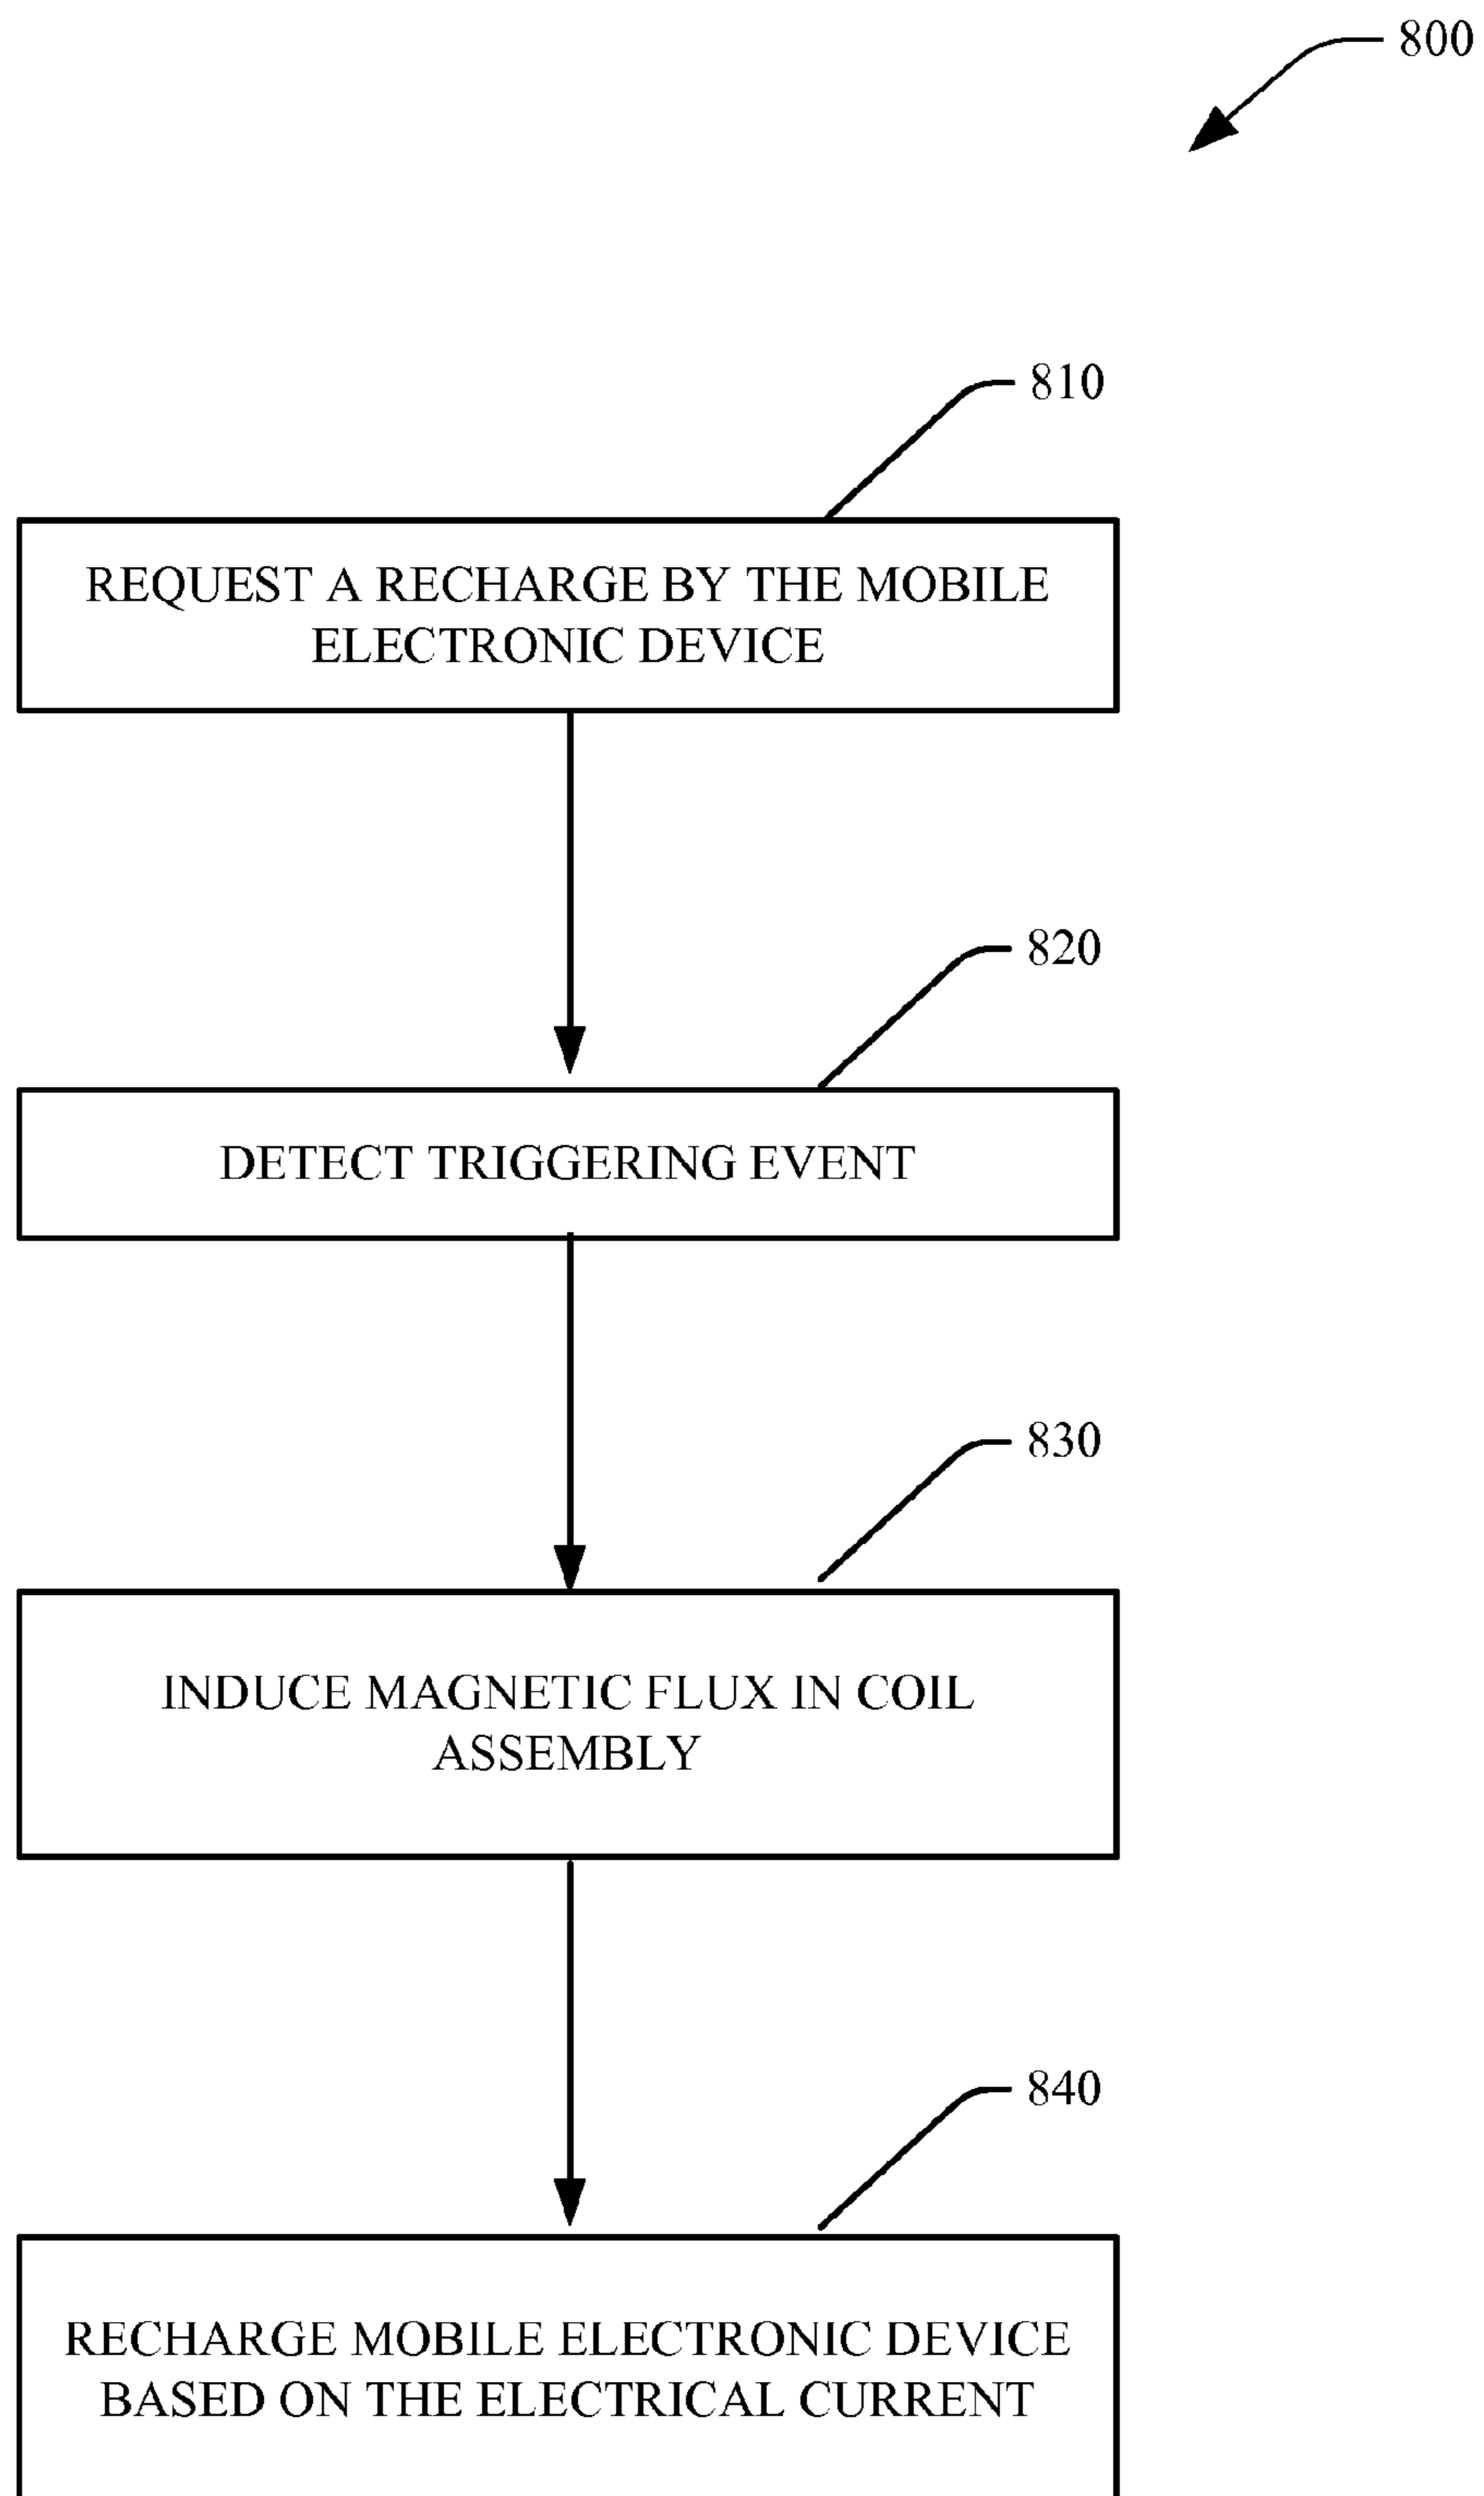 800
810
REQUEST A RECHARGE BY THE MOBILE
ELECTRONIC DEVICE
820
DETECT TRIGGERING EVENT
830
INDUCE MAGNETIC FLUX IN COIL
ASSEMBLY
840
RECHARGE MOBILE ELECTRONIC DEVICE
BASED ON THE ELECTRICAL CURRENT